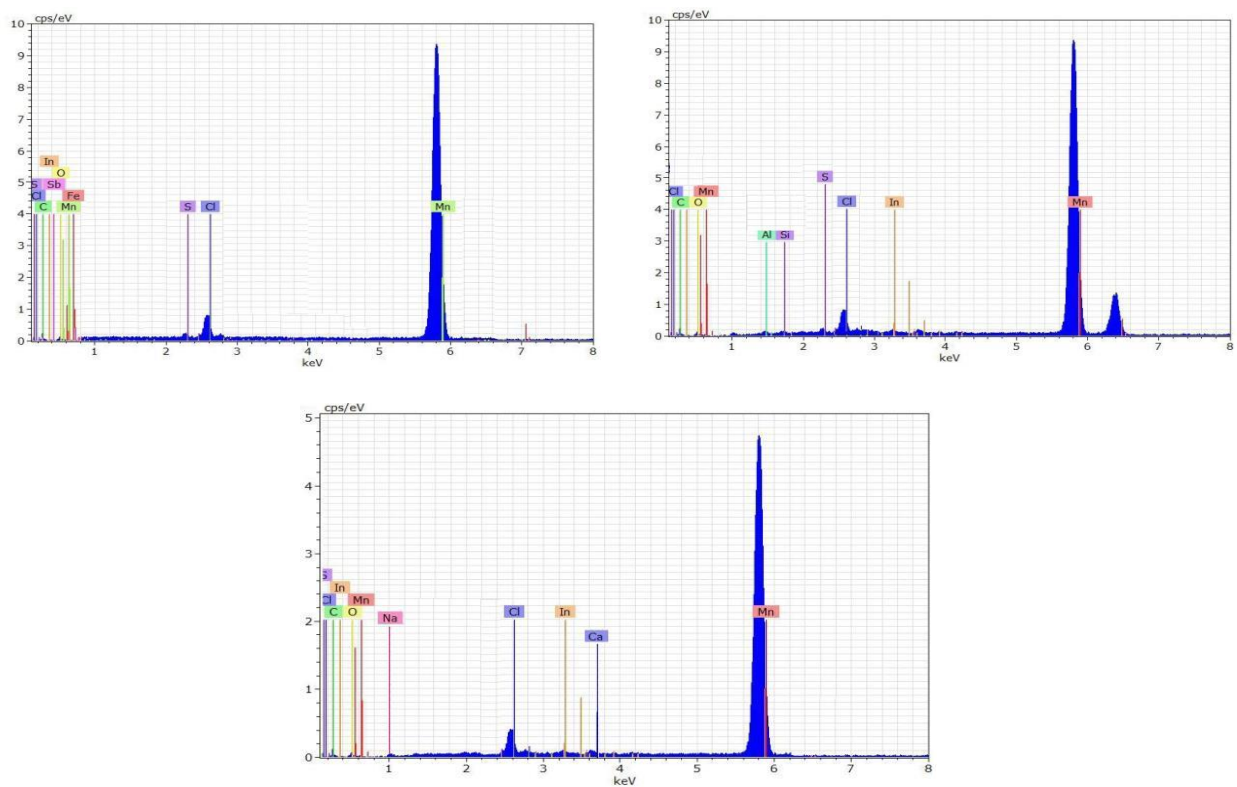 cps/eV
10
9
8
7
6
In
5
O
S Sb
Cl Fe
4
C Mn S Cl Mn
3
2
1
0
1 2 3 4 5 6 7 8
keV
cps/eV
10
9
8
7
6
5
S
Cl Mn
4
C O Cl In Mn
3
Al Si
2
1
0
1 2 3 4 5 6 7 8
keV
cps/eV
5
4
3
S
In
Cl Mn
2
C O Na Cl In Mn
Ca
1
0
1 2 3 4 5 6 7 8
keV